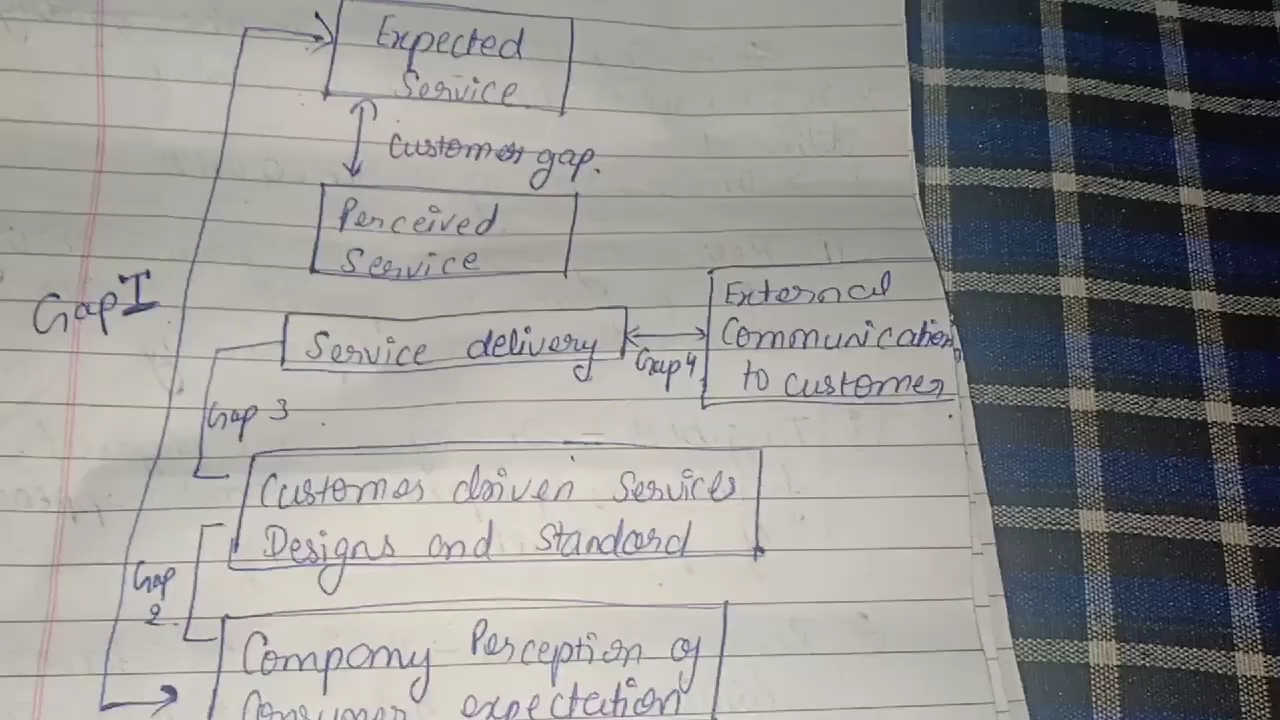 Expected
Service
Customer gap.
Perceived
Service
Gap I
Service delivery
Gap 4
External
Communication
to customer
Gap 3
Customer driven Services
Designs and Standard
Gap
2.
Company Perception of
Consumer expectation